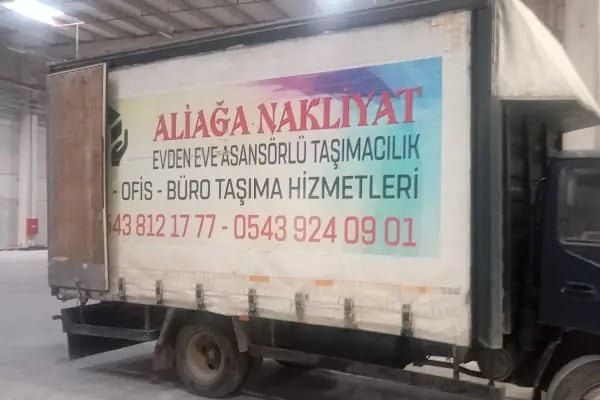 ALİAĞA NAKLİYAT
EVDEN EVE ASANSÖRLÜ TAŞIMACILIK
- OFİS - BÜRO TAŞIMA HİZMETLERİ
543 812 17 77 - 0543 924 09 01